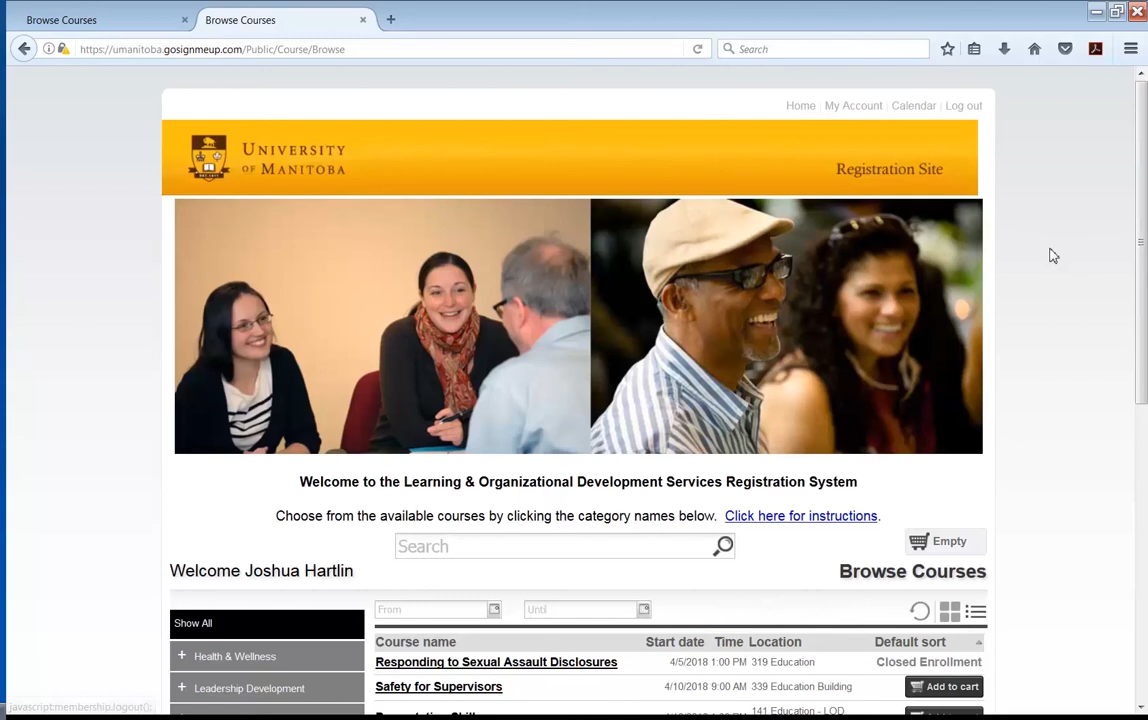 Browse Courses
Browse Courses
https://umanitoba.gosignmeup.com/Public/Course/Browse
Search
Home | My Account | Calendar | Log out
UNIVERSITY
OF MANITOBA
Registration Site
Welcome to the Learning & Organizational Development Services Registration System
Choose from the available courses by clicking the category names below. Click here for instructions.
Search
Empty
Welcome Joshua Hartlin
Browse Courses
From
Until
Show All
Course name Start date Time Location Default sort
Responding to Sexual Assault Disclosures 4/5/2018 1:00 PM 319 Education Closed Enrollment
+ Health & Wellness
Safety for Supervisors 4/10/2018 9:00 AM 339 Education Building Add to cart
+ Leadership Development
141 Education - LOD
javascript:membership.logout();